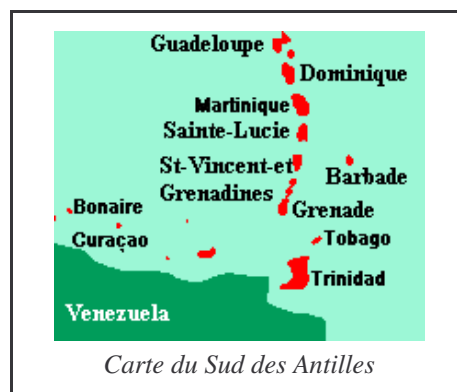 Guadeloupe
Dominique
Martinique
Sainte-Lucie
St-Vincent-et
Grenadines
Barbade
Bonaire
Grenade
Curaçao
Tobago
Trinidad
Venezuela
Carte du Sud des Antilles